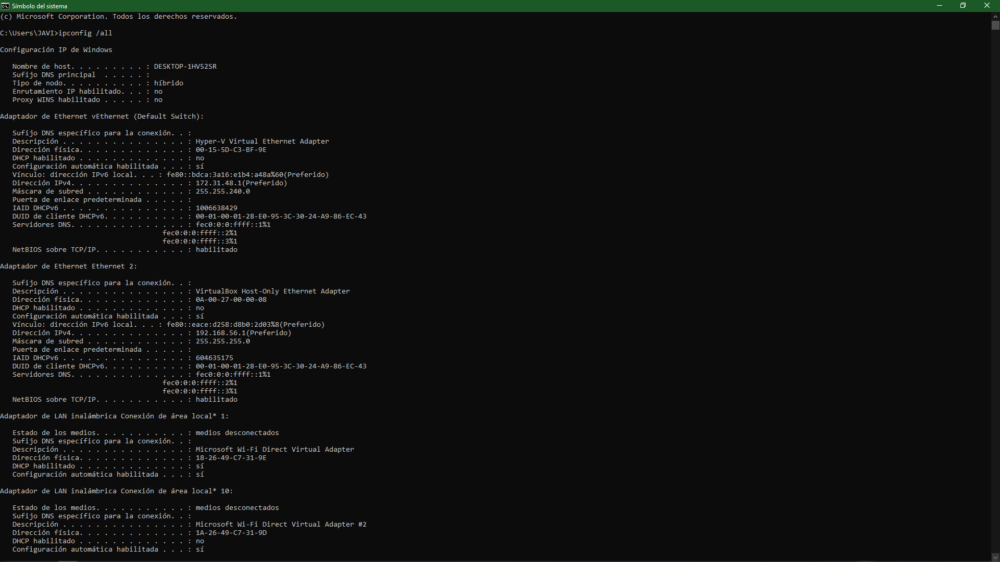 Símbolo del sistema
(c) Microsoft Corporation. Todos los derechos reservados.
C:\Users\JAVI>ipconfig /all
Configuración IP de Windows
Nombre de host. . . . . . . . . : DESKTOP-1HV52SR
Sufijo DNS principal  . . . . . :
Tipo de nodo. . . . . . . . . . : híbrido
Enrutamiento IP habilitado. . . : no
Proxy WINS habilitado . . . . . : no
Adaptador de Ethernet vEthernet (Default Switch):
Sufijo DNS específico para la conexión. . :
Descripción . . . . . . . . . . . . . . . : Hyper-V Virtual Ethernet Adapter
Dirección física. . . . . . . . . . . . . : 00-15-5D-C3-BF-9E
DHCP habilitado . . . . . . . . . . . . . : no
Configuración automática habilitada . . . : sí
Vínculo: dirección IPv6 local. . . : fe80::bdca:3a16:e1b4:a48a%60(Preferido)
Dirección IPv4. . . . . . . . . . . . . . : 172.31.48.1(Preferido)
Máscara de subred . . . . . . . . . . . . : 255.255.240.0
Puerta de enlace predeterminada . . . . . :
IAID DHCPv6 . . . . . . . . . . . . . . . : 1006638429
DUID de cliente DHCPv6. . . . . . . . . . : 00-01-00-01-28-E0-95-3C-30-24-A9-86-EC-43
Servidores DNS. . . . . . . . . . . . . . : fec0:0:0:ffff::1%1
fec0:0:0:ffff::2%1
fec0:0:0:ffff::3%1
NetBIOS sobre TCP/IP. . . . . . . . . . . : habilitado
Adaptador de Ethernet Ethernet 2:
Sufijo DNS específico para la conexión. . :
Descripción . . . . . . . . . . . . . . . : VirtualBox Host-Only Ethernet Adapter
Dirección física. . . . . . . . . . . . . : 0A-00-27-00-00-08
DHCP habilitado . . . . . . . . . . . . . : no
Configuración automática habilitada . . . : sí
Vínculo: dirección IPv6 local. . . : fe80::eace:d258:d8b0:2d03%8(Preferido)
Dirección IPv4. . . . . . . . . . . . . . : 192.168.56.1(Preferido)
Máscara de subred . . . . . . . . . . . . : 255.255.255.0
Puerta de enlace predeterminada . . . . . :
IAID DHCPv6 . . . . . . . . . . . . . . . : 604635175
DUID de cliente DHCPv6. . . . . . . . . . : 00-01-00-01-28-E0-95-3C-30-24-A9-86-EC-43
Servidores DNS. . . . . . . . . . . . . . : fec0:0:0:ffff::1%1
fec0:0:0:ffff::2%1
fec0:0:0:ffff::3%1
NetBIOS sobre TCP/IP. . . . . . . . . . . : habilitado
Adaptador de LAN inalámbrica Conexión de área local* 1:
Estado de los medios. . . . . . . . . . . : medios desconectados
Sufijo DNS específico para la conexión. . :
Descripción . . . . . . . . . . . . . . . : Microsoft Wi-Fi Direct Virtual Adapter
Dirección física. . . . . . . . . . . . . : 18-26-49-C7-31-9E
DHCP habilitado . . . . . . . . . . . . . : sí
Configuración automática habilitada . . . : sí
Adaptador de LAN inalámbrica Conexión de área local* 10:
Estado de los medios. . . . . . . . . . . : medios desconectados
Sufijo DNS específico para la conexión. . :
Descripción . . . . . . . . . . . . . . . : Microsoft Wi-Fi Direct Virtual Adapter #2
Dirección física. . . . . . . . . . . . . : 1A-26-49-C7-31-9D
DHCP habilitado . . . . . . . . . . . . . : no
Configuración automática habilitada . . . : sí